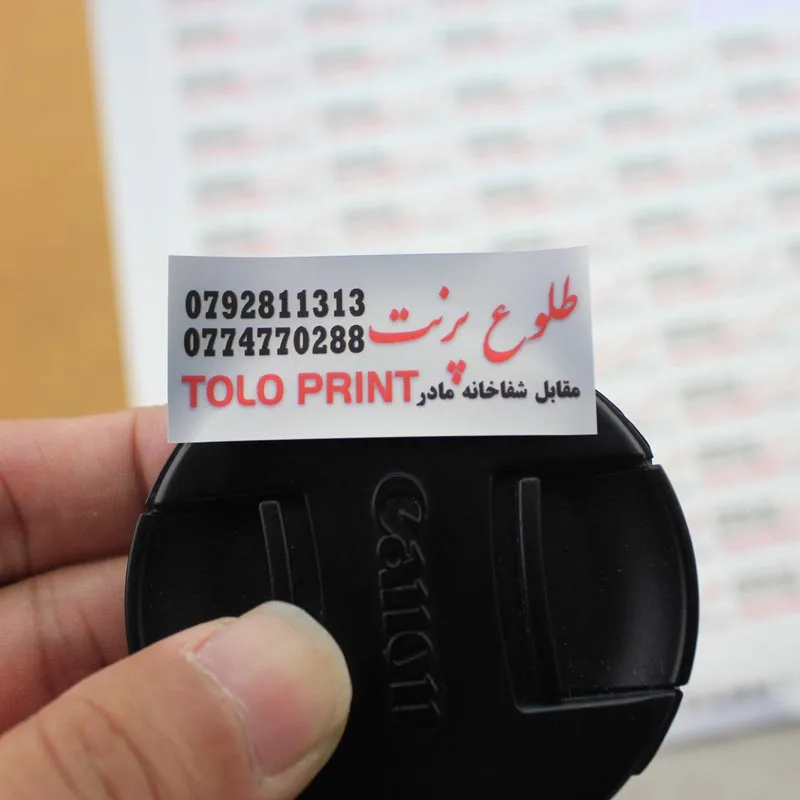 0792811313
0774770288
طلوع پرنت
TOLO PRINT
مقابل شفاخانه مادر
Canon